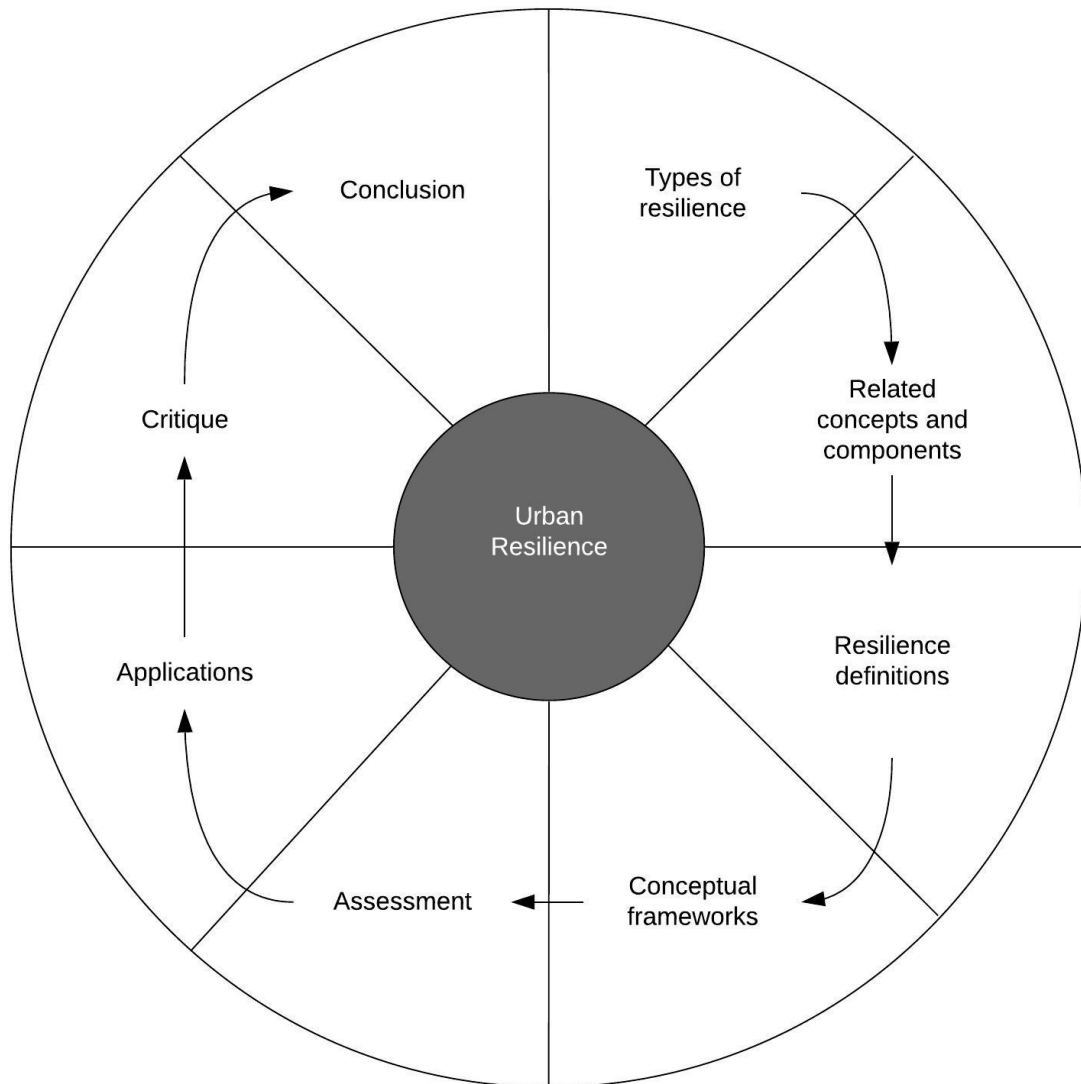 Types of
resilience
Related
concepts and
components
Resilience
definitions
Conceptual
frameworks
Assessment
Applications
Critique
Conclusion
Urban
Resilience